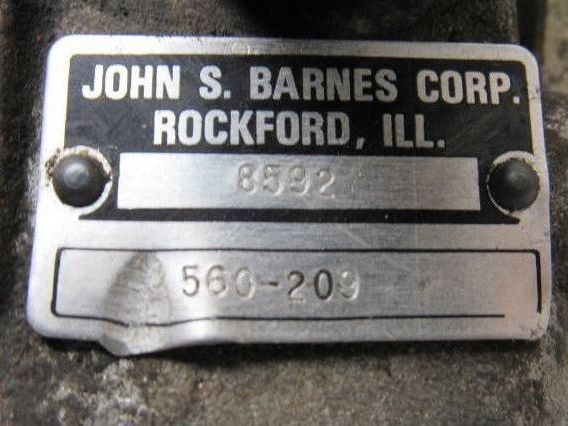 JOHN S. BARNES CORP.
ROCKFORD, ILL.
8592
560-209